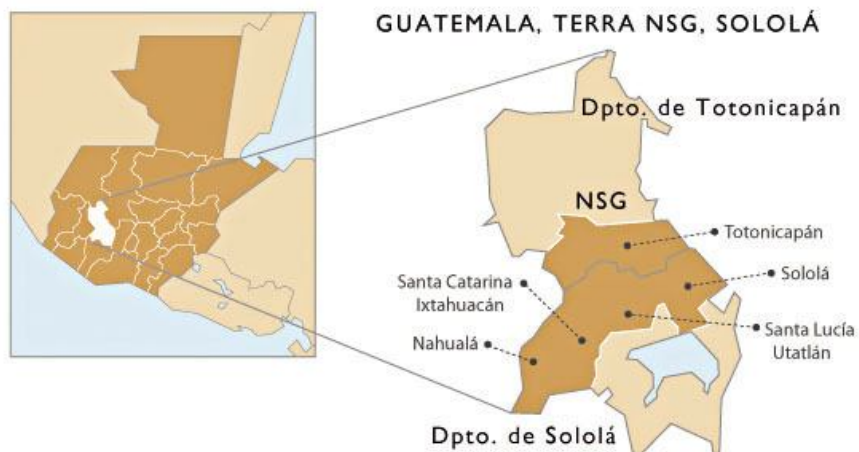 GUATEMALA, TERRA NSG, SOLOLÁ
Dpto. de Totonicapán
NSG
Totonicapán
Santa Catarina
Ixtahuacán
Sololá
Nahualá
Santa Lucía
Utatlán
Dpto. de Sololá